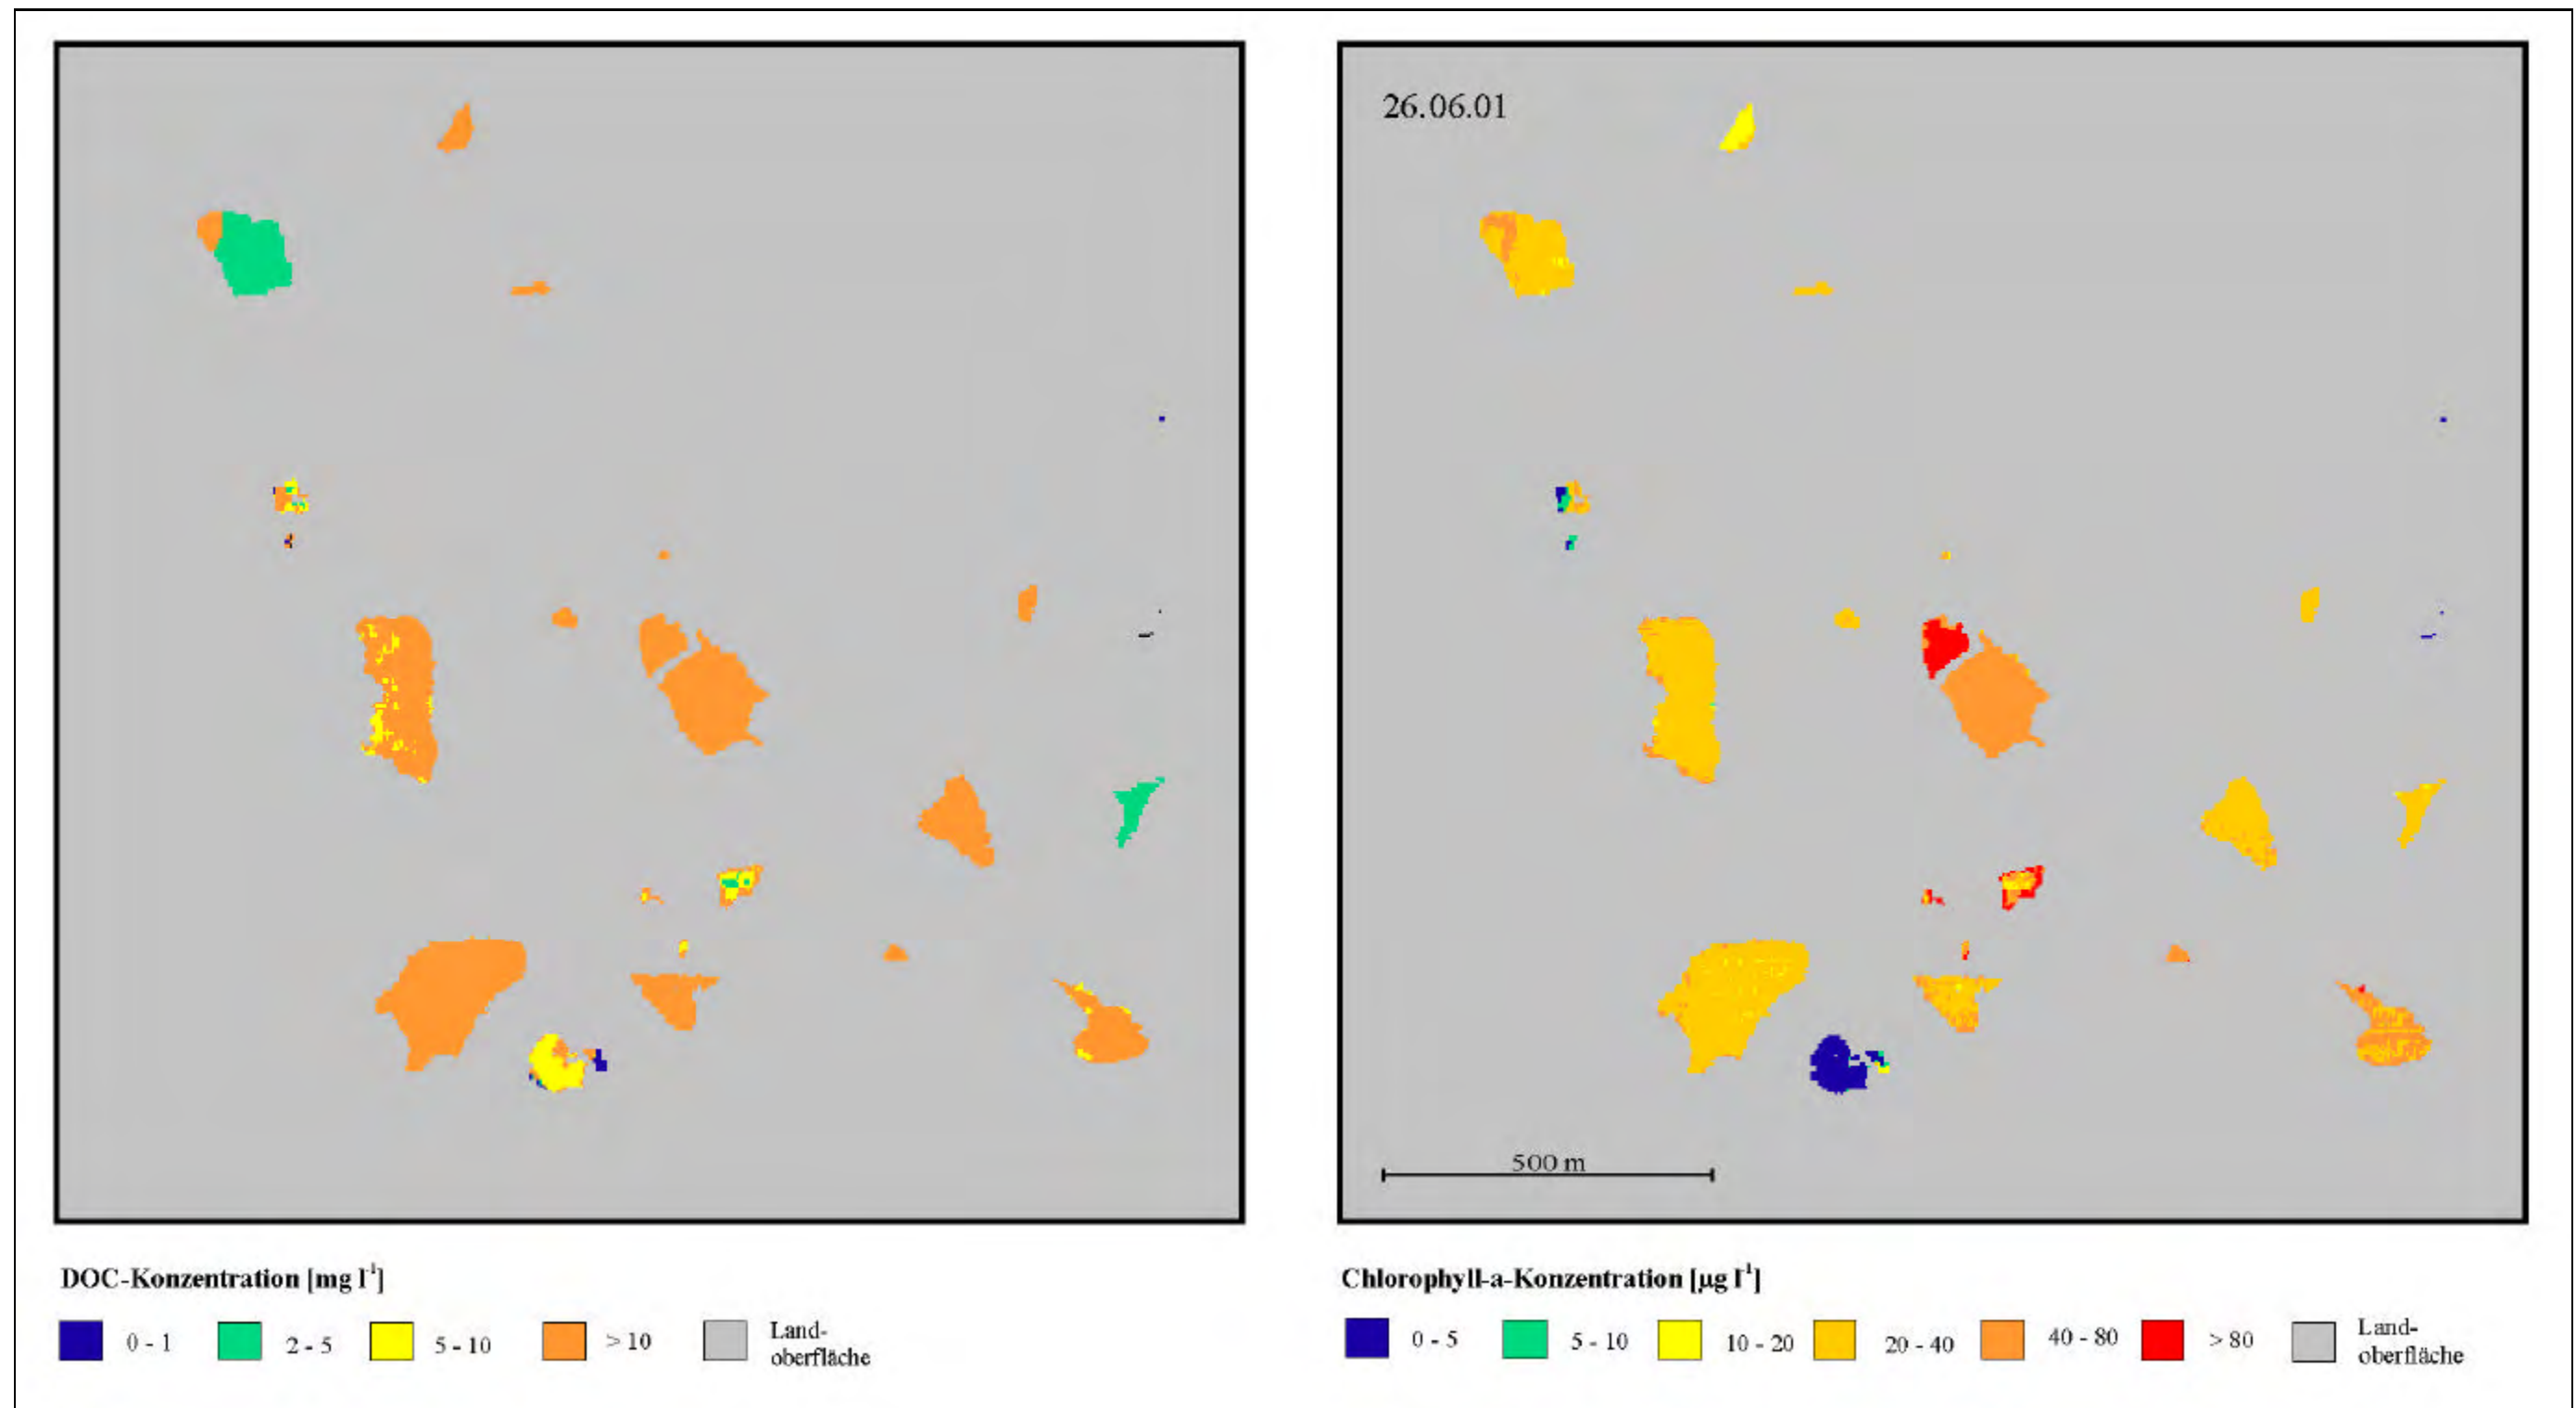 26.06.01
500 m
DOC-Konzentration [mg l⁻¹]
0 - 1
2 - 5
5 - 10
> 10
Land-
oberfläche
Chlorophyll-a-Konzentration [µg l⁻¹]
0 - 5
5 - 10
10 - 20
20 - 40
40 - 80
> 80
Land-
oberfläche